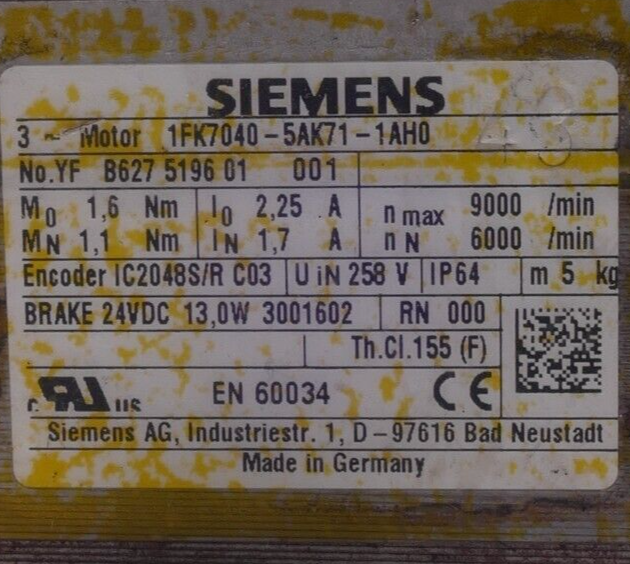 SIEMENS
3 ~ Motor 1FK7040-5AK71-1AH0
No.YF B627 5196 01 001
M0 1,6 Nm I0 2,25 A n max 9000 /min
MN 1,1 Nm IN 1,7 A n N 6000 /min
Encoder IC2048S/R C03 U iN 258 V IP64 m 5 kg
BRAKE 24VDC 13,0W 3001602 RN 000
Th.Cl.155 (F)
c RU US EN 60034 CE
Siemens AG, Industriestr. 1, D-97616 Bad Neustadt
Made in Germany